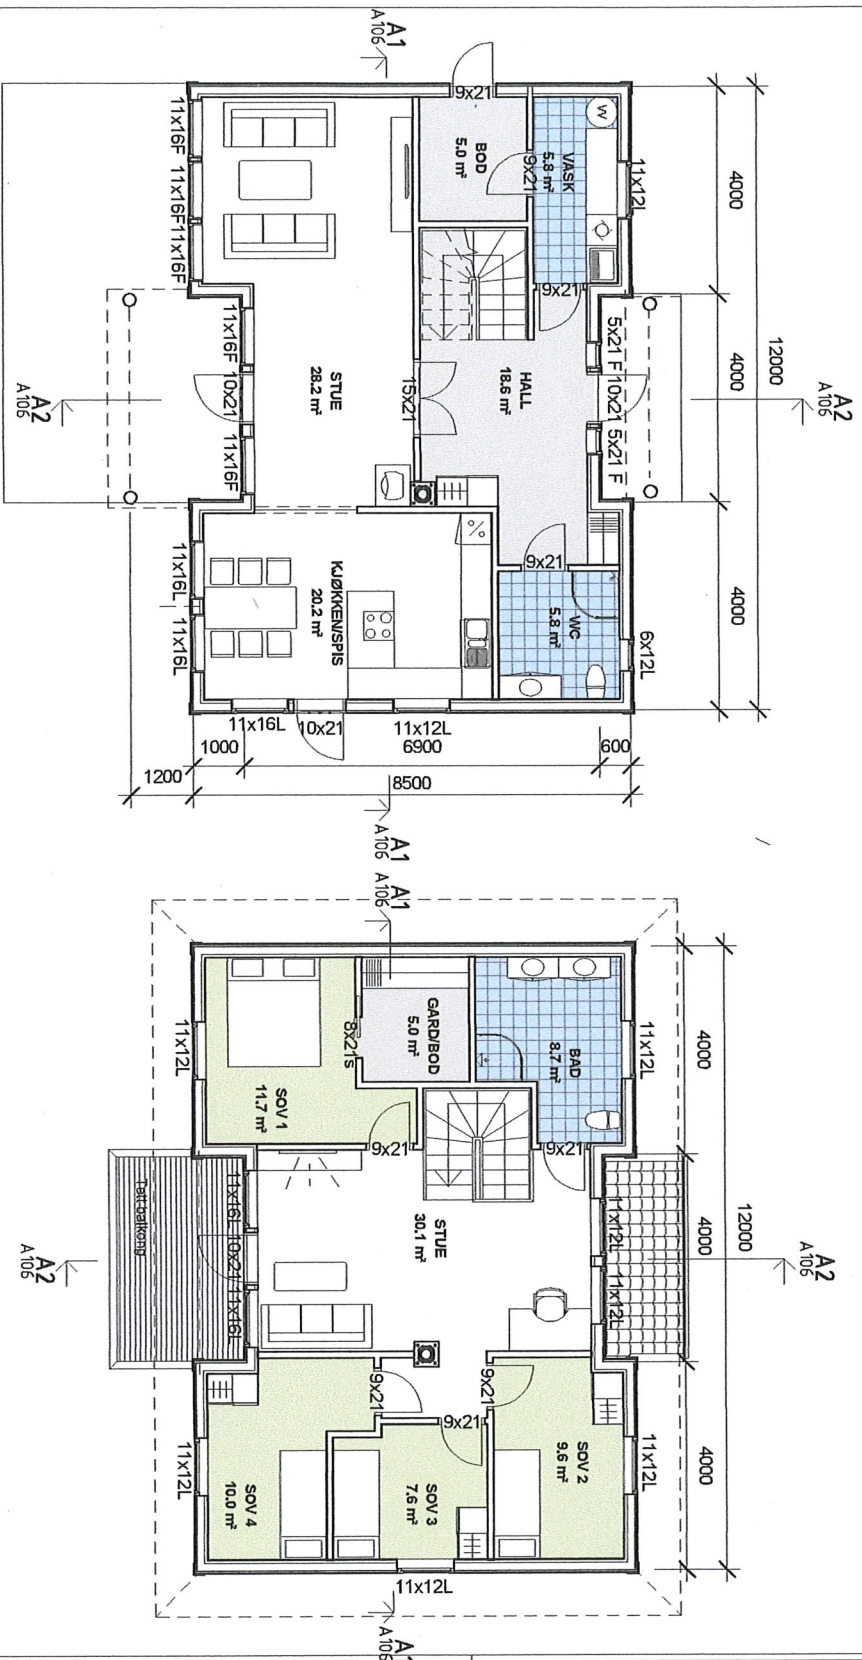 A1
A106
9x21
11x16F
11x16F
11x16F
BOD
5.0 m²
VASK
5.8 m²
9x21
W
11x12L
4000
9x21
11x16F
10x21
11x16F
STUE
28.2 m²
15x21
HALL
18.6 m²
5x21 F
10x21
5x21 F
4000
12000
A2
A106
A2
A106
9x21
11x16L
11x16L
KJØKKEN/SPIS
20.2 m²
WC
5.8 m²
6x12L
4000
11x16L
10x21
11x12L
1000
6900
600
1200
8500
A1
A106
A1
A106
11x12L
SOV 1
11.7 m²
8x21s
GARD/BOD
5.0 m²
BAD
8.7 m²
11x12L
4000
9x21
9x21
Tett balkong
11x16L
10x21
11x16L
STUE
30.1 m²
11x12L
11x12L
4000
12000
A2
A106
A2
A106
9x21
9x21
9x21
11x12L
SOV 4
10.0 m²
SOV 3
7.6 m²
SOV 2
9.6 m²
11x12L
4000
11x12L
A1
A106